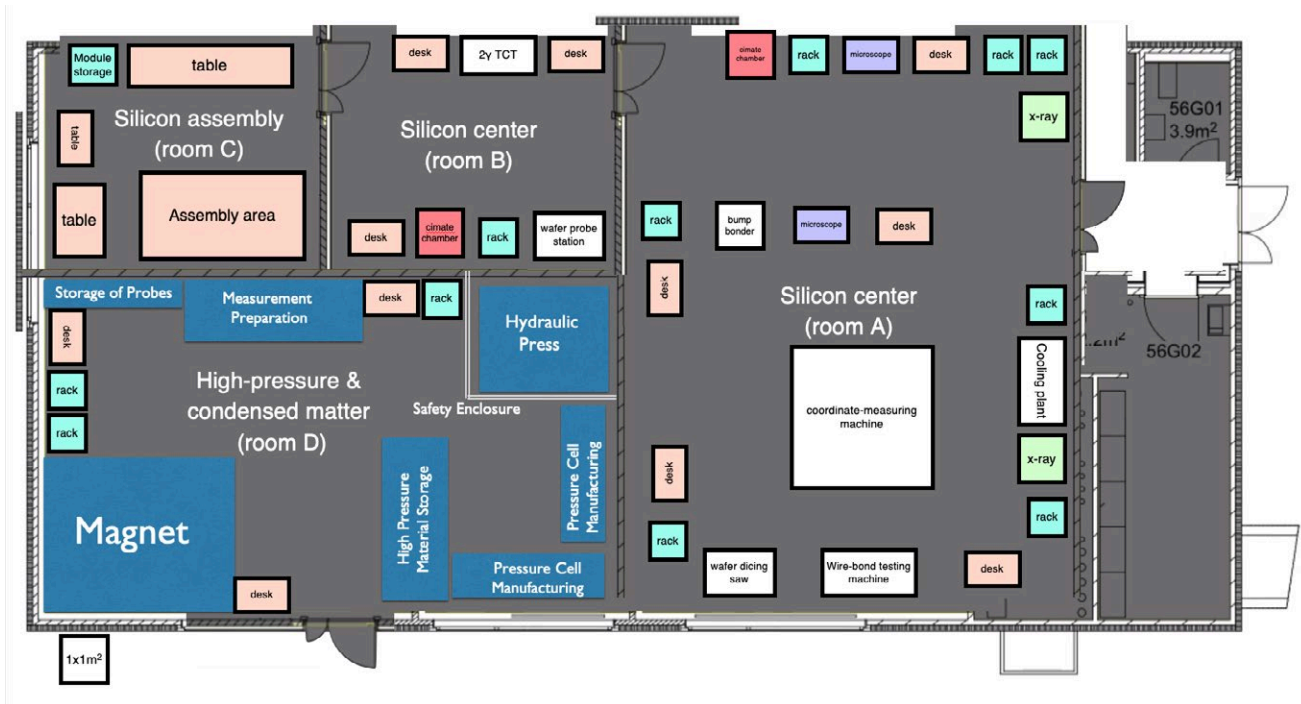 Module
storage
table
desk
2γ TCT
desk
cimate
chamber
rack
microscope
desk
rack
rack
x-ray
56G01
3.9m²
table
Silicon assembly
(room C)
Silicon center
(room B)
table
Assembly area
desk
cimate
chamber
rack
wafer probe
station
rack
bump
bonder
microscope
desk
desk
Silicon center
(room A)
rack
56G02
Storage of Probes
Measurement
Preparation
desk
rack
Hydraulic
Press
desk
rack
rack
High-pressure &
condensed matter
(room D)
Safety Enclosure
coordinate-measuring
machine
Cooling plant
x-ray
rack
Magnet
High Pressure
Material Storage
Pressure Cell
Manufacturing
Pressure Cell
Manufacturing
desk
desk
rack
wafer dicing
saw
Wire-bond testing
machine
desk
1x1m²